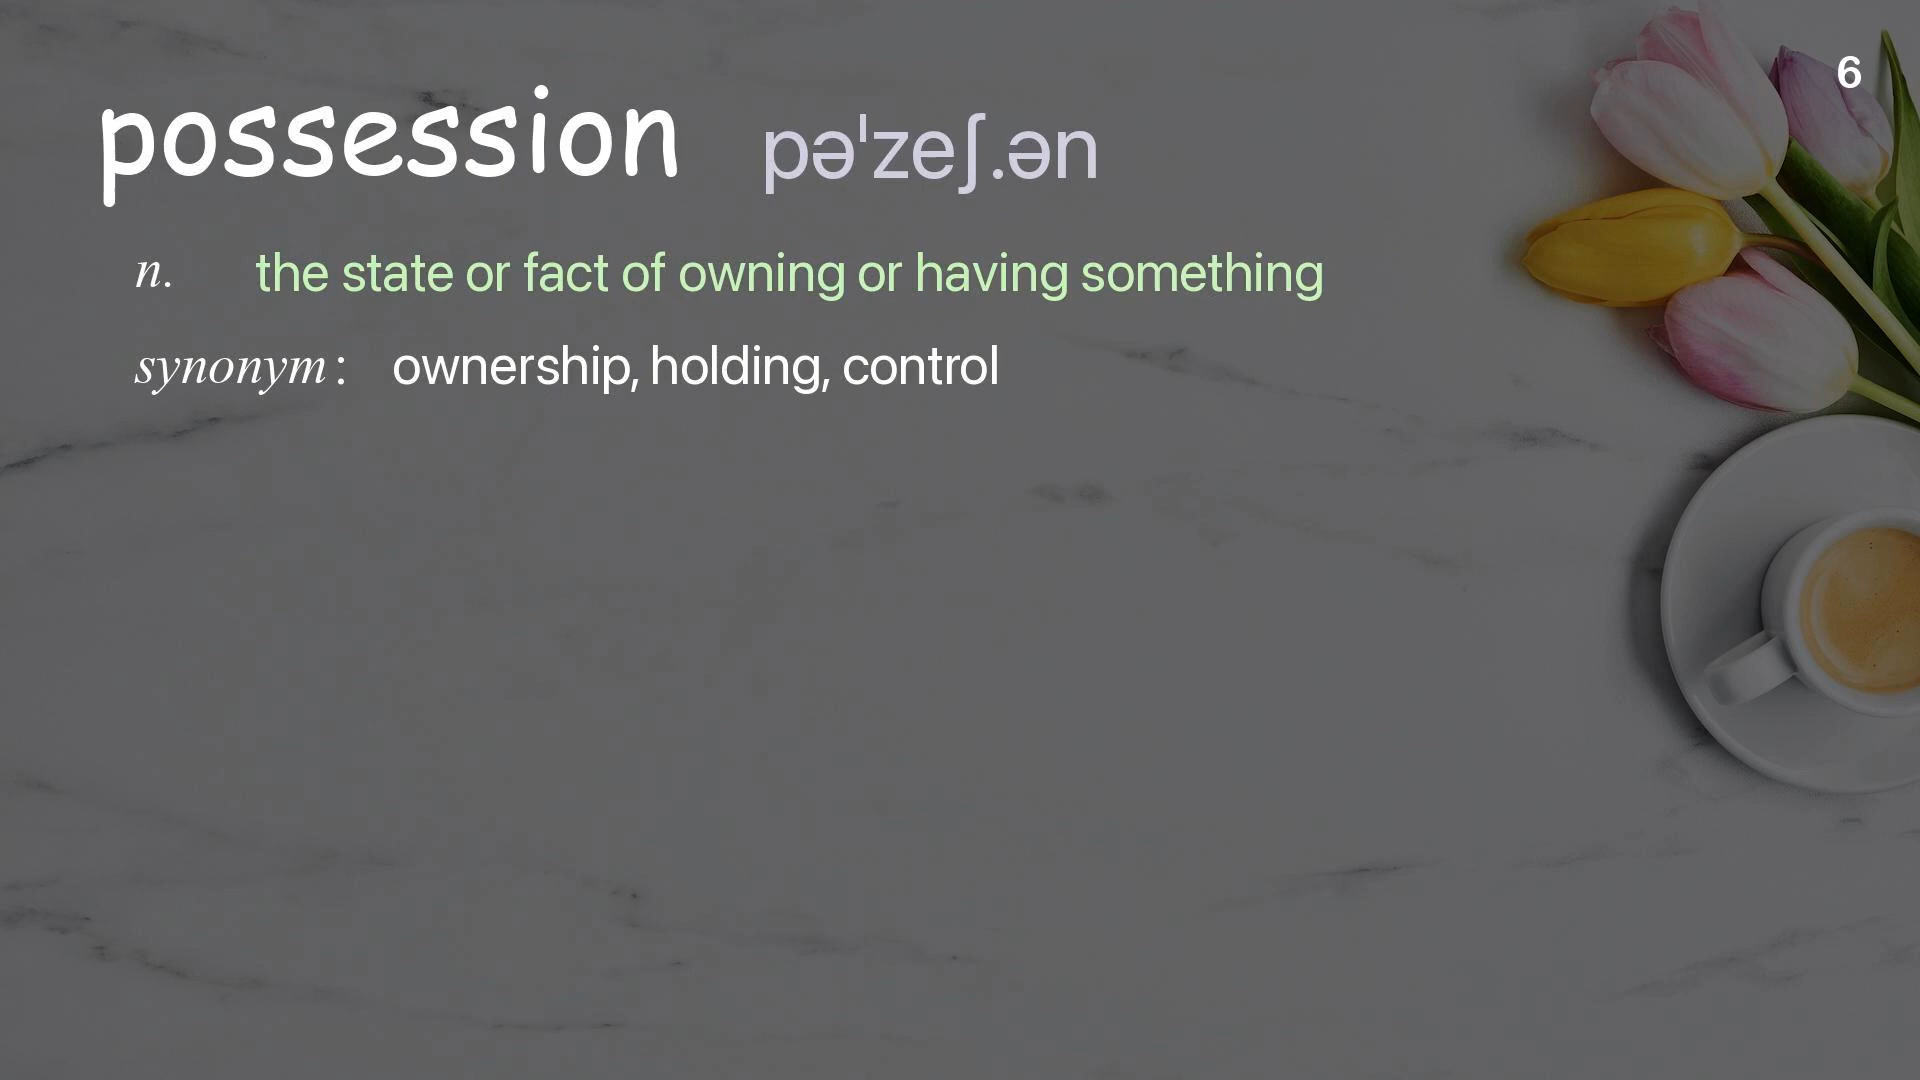 6
possession pəˈzeʃ.ən
n. the state or fact of owning or having something
synonym: ownership, holding, control